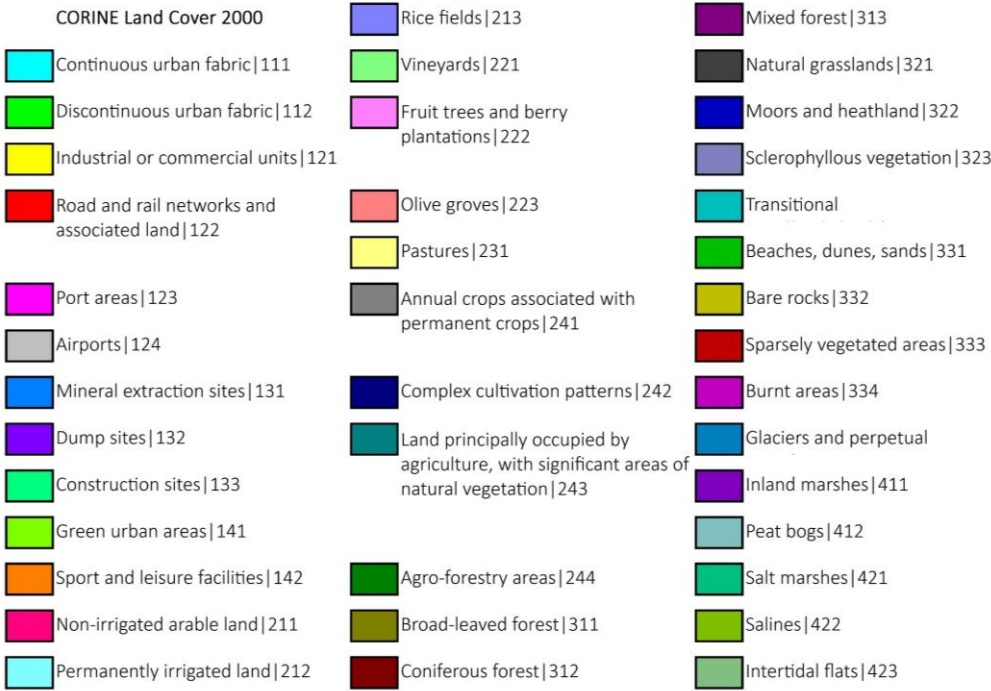 CORINE Land Cover 2000
Continuous urban fabric|111
Discontinuous urban fabric|112
Industrial or commercial units|121
Road and rail networks and
associated land|122
Port areas|123
Airports|124
Mineral extraction sites|131
Dump sites|132
Construction sites|133
Green urban areas|141
Sport and leisure facilities|142
Non-irrigated arable land|211
Permanently irrigated land|212
Rice fields|213
Vineyards|221
Fruit trees and berry
plantations|222
Olive groves|223
Pastures|231
Annual crops associated with
permanent crops|241
Complex cultivation patterns|242
Land principally occupied by
agriculture, with significant areas of
natural vegetation|243
Agro-forestry areas|244
Broad-leaved forest|311
Coniferous forest|312
Mixed forest|313
Natural grasslands|321
Moors and heathland|322
Sclerophyllous vegetation|323
Transitional
Beaches, dunes, sands|331
Bare rocks|332
Sparsely vegetated areas|333
Burnt areas|334
Glaciers and perpetual
Inland marshes|411
Peat bogs|412
Salt marshes|421
Salines|422
Intertidal flats|423